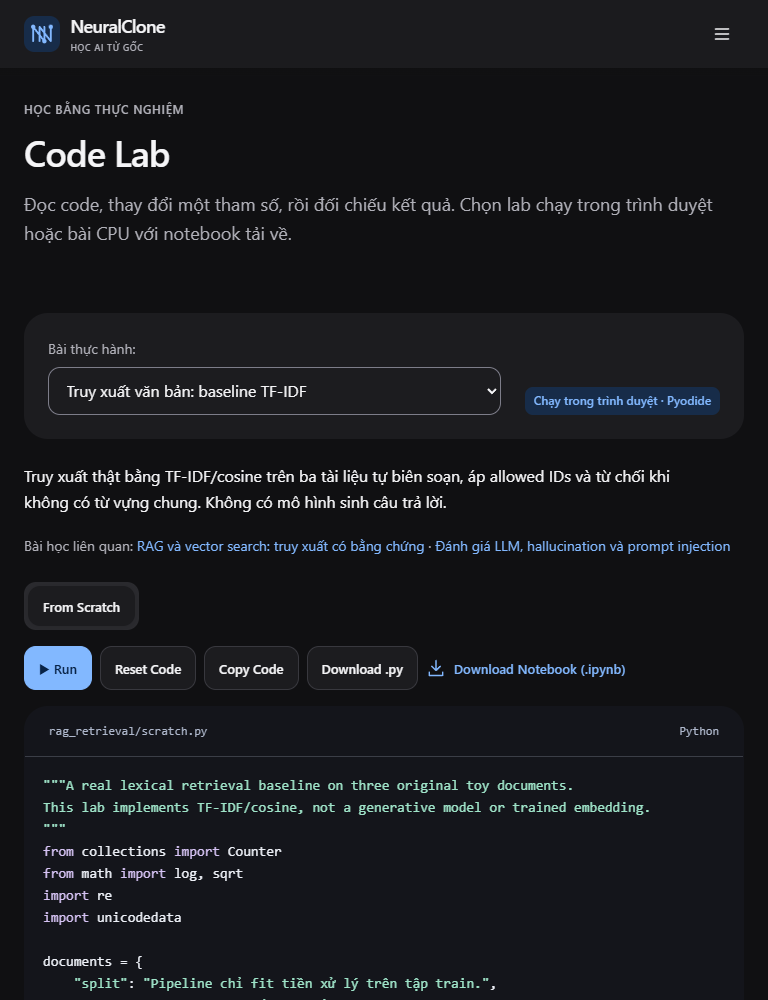 NeuralClone
HỌC AI TỪ GỐC
HỌC BẰNG THỰC NGHIỆM
Code Lab
Đọc code, thay đổi một tham số, rồi đối chiếu kết quả. Chọn lab chạy trong trình duyệt
hoặc bài CPU với notebook tải về.
Bài thực hành:
Truy xuất văn bản: baseline TF-IDF
Chạy trong trình duyệt · Pyodide
Truy xuất thật bằng TF-IDF/cosine trên ba tài liệu tự biên soạn, áp allowed IDs và từ chối khi
không có từ vựng chung. Không có mô hình sinh câu trả lời.
Bài học liên quan: RAG và vector search: truy xuất có bằng chứng · Đánh giá LLM, hallucination và prompt injection
From Scratch
▶ Run
Reset Code
Copy Code
Download .py
Download Notebook (.ipynb)
rag_retrieval/scratch.py
Python
"""A real lexical retrieval baseline on three original toy documents.
This lab implements TF-IDF/cosine, not a generative model or trained embedding.
"""
from collections import Counter
from math import log, sqrt
import re
import unicodedata
documents = {
"split": "Pipeline chỉ fit tiền xử lý trên tập train.",